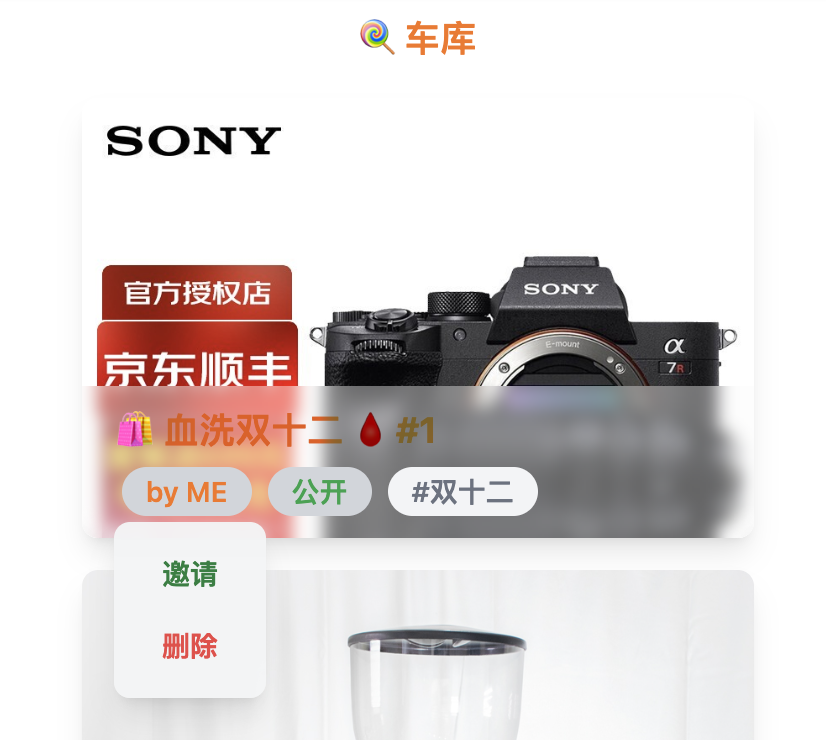 🍭 车库
SONY
官方授权店
SONY
E-mount
α
7R
京东顺丰
🛍️ 血洗双十二 🩸 #1
by ME
公开
#双十二
邀请
删除